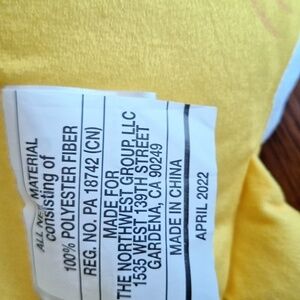 ALL NEW MATERIAL
consisting of
100% POLYESTER FIBER
REG. NO. PA 18742 (CN)
MADE FOR
THE NORTHWEST GROUP, LLC
1535 WEST 139TH STREET
GARDENA, CA 90249
MADE IN CHINA
APRIL 2022